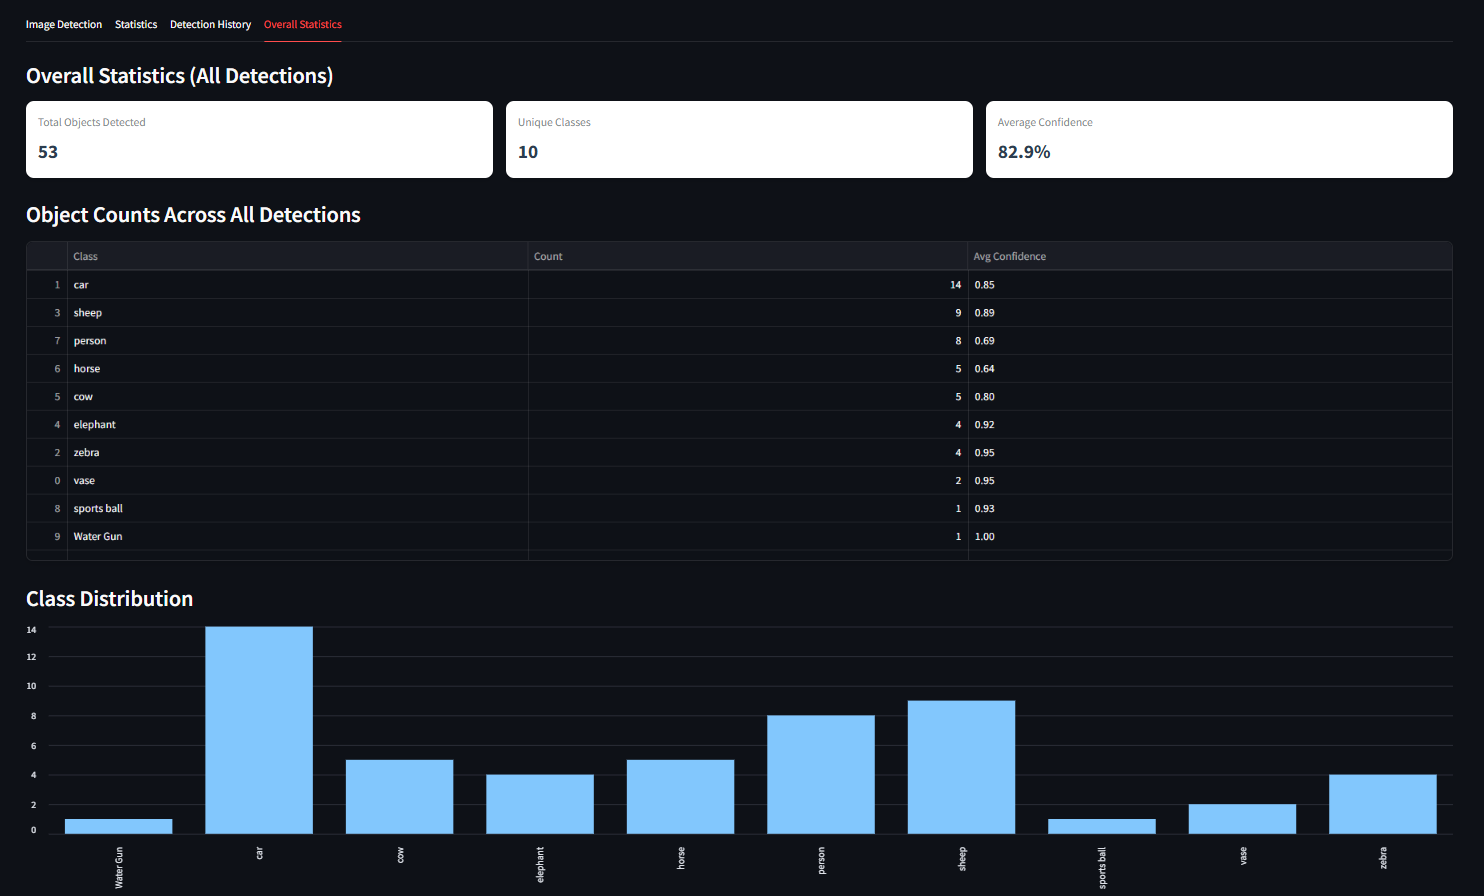 Image Detection Statistics Detection History Overall Statistics
Overall Statistics (All Detections)
Total Objects Detected Unique Classes Average Confidence
53 10 82.9%
Object Counts Across All Detections
Class Count Avg Confidence
1 car 14 0.85
3 sheep 9 0.89
7 person 8 0.69
6 horse 5 0.64
5 cow 5 0.80
4 elephant 4 0.92
2 zebra 4 0.95
0 vase 2 0.95
8 sports ball 1 0.93
9 Water Gun 1 1.00
Class Distribution
14
12
10
8
6
4
2
0
Water Gun car cow elephant horse person sheep sports ball vase zebra